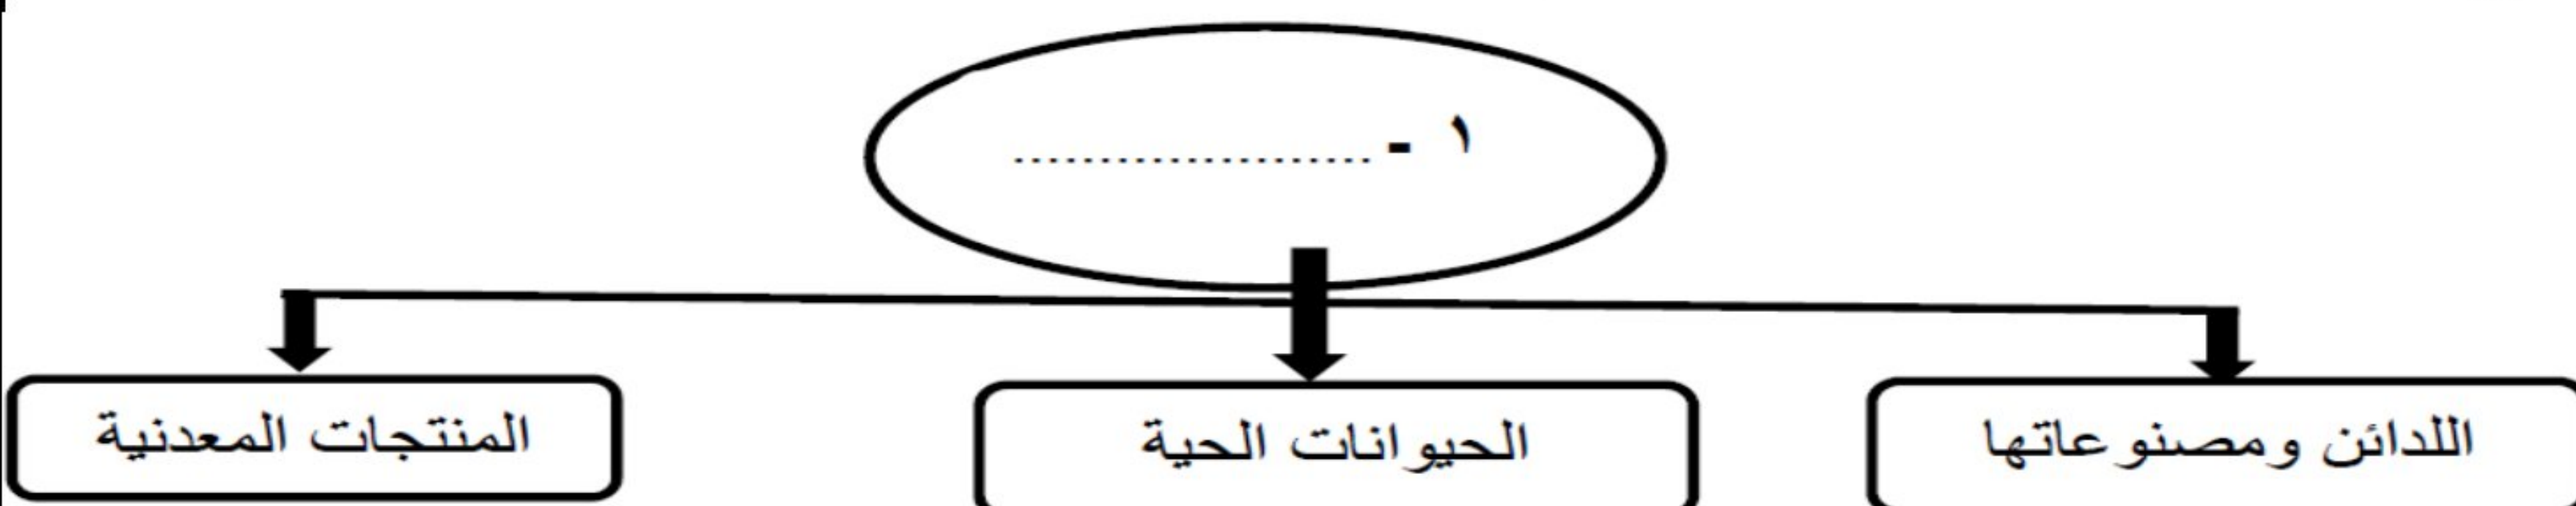 ١ - .....................
اللدائن ومصنوعاتها
الحيوانات الحية
المنتجات المعدنية